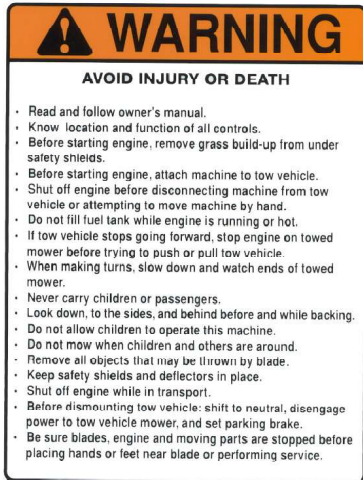 WARNING
AVOID INJURY OR DEATH
· Read and follow owner's manual.
· Know location and function of all controls.
· Before starting engine, remove grass build-up from under
safety shields.
· Before starting engine, attach machine to tow vehicle.
· Shut off engine before disconnecting machine from tow
vehicle or attempting to move machine by hand.
· Do not fill fuel tank while engine is running or hot.
· If tow vehicle stops going forward, stop engine on towed
mower before trying to push or pull tow vehicle.
· When making turns, slow down and watch ends of towed
mower.
· Never carry children or passengers.
· Look down, to the sides, and behind before and while backing.
· Do not allow children to operate this machine.
· Do not mow when children and others are around.
- Remove all objects that may be thrown by blade.
· Keep safety shields and deflectors in place.
· Shut off engine while in transport.
· Before dismounting tow vehicle: shift to neutral, disengage
power to tow vehicle mower, and set parking brake.
· Be sure blades, engine and moving parts are stopped before
placing hands or feet near blade or performing service.